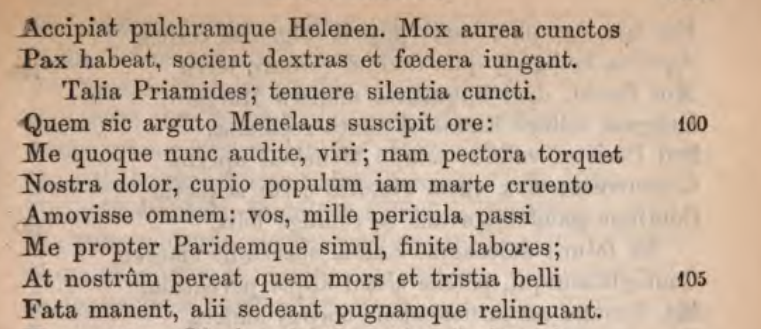 Accipiat pulchramque Helenen. Mox aurea cunctos
Pax habeat, socient dextras et fœdera iungant.
Talia Priamides; tenuere silentia cuncti.
Quem sic arguto Menelaus suscipit ore: 100
Me quoque nunc audite, viri; nam pectora torquet
Nostra dolor, cupio populum iam marte cruento
Amovisse omnem: vos, mille pericula passi
Me propter Paridemque simul, finite labores;
At nostrûm pereat quem mors et tristia belli 105
Fata manent, alii sedeant pugnamque relinquant.